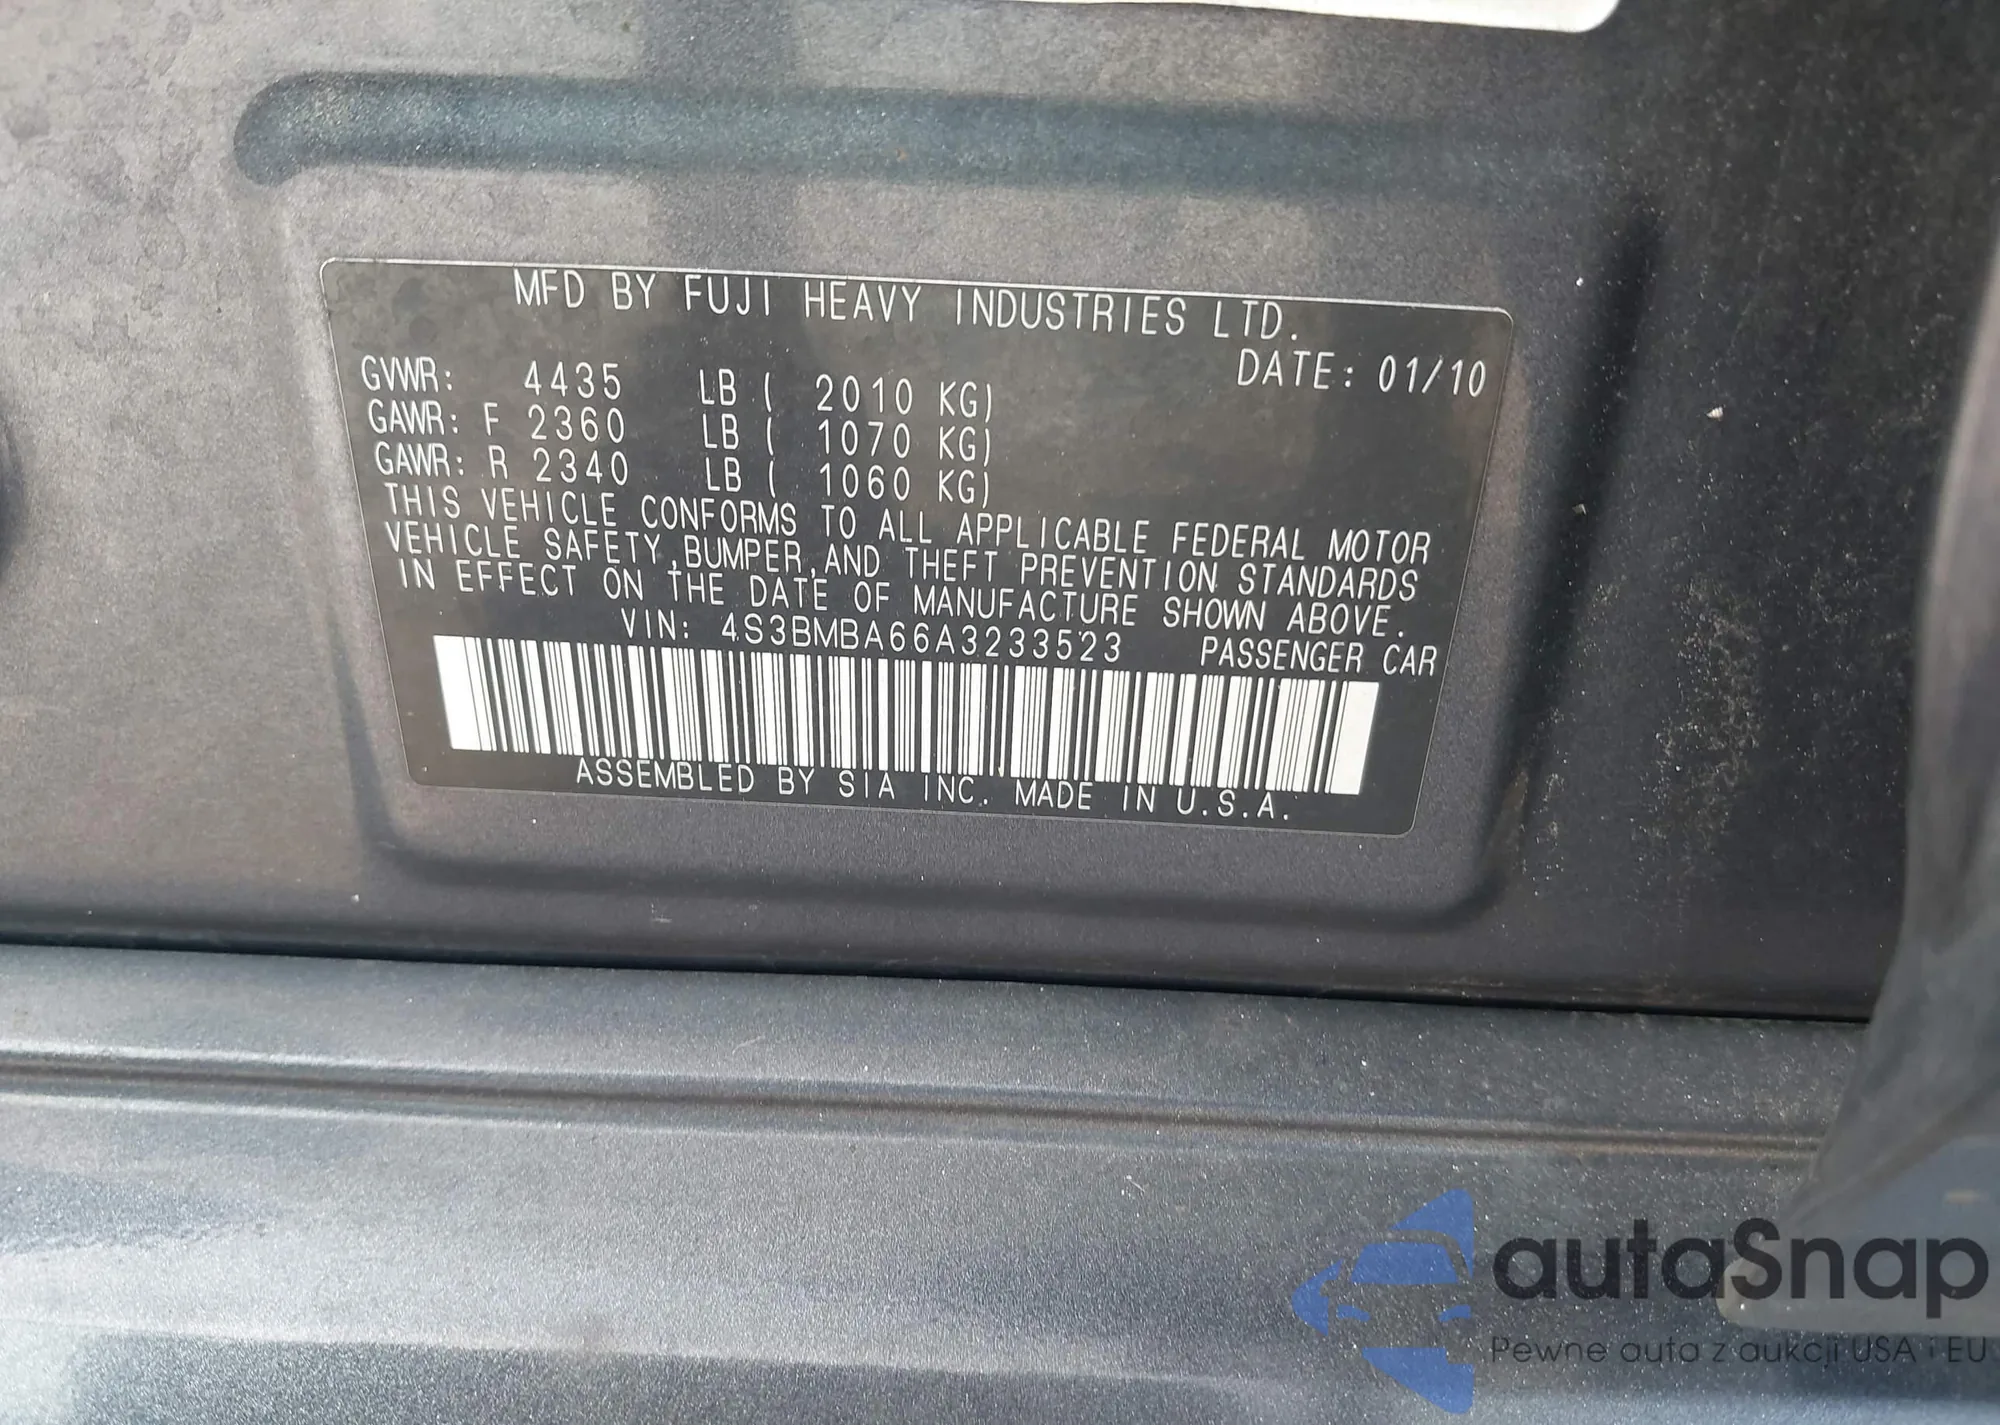 MFD BY FUJI HEAVY INDUSTRIES LTD.
DATE: 01/10
GVWR: 4435 LB ( 2010 KG)
GAWR: F 2360 LB ( 1070 KG)
GAWR: R 2340 LB ( 1060 KG)
THIS VEHICLE CONFORMS TO ALL APPLICABLE FEDERAL MOTOR
VEHICLE SAFETY,BUMPER,AND THEFT PREVENTION STANDARDS
IN EFFECT ON THE DATE OF MANUFACTURE SHOWN ABOVE.
VIN: 4S3BMBA66A3233523 PASSENGER CAR
ASSEMBLED BY SIA INC. MADE IN U.S.A.
autaSnap
Pewne auta z aukcji USA i EU